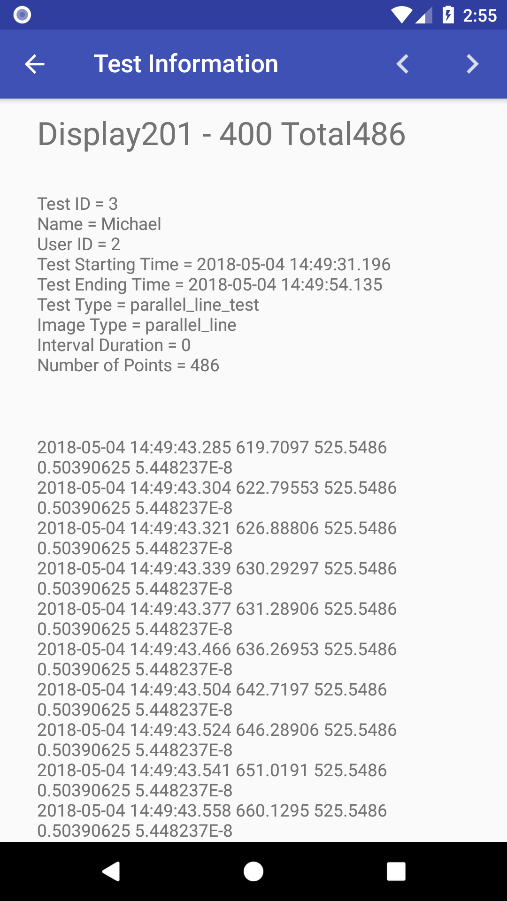 2:55
Test Information
Display201 - 400 Total486
Test ID = 3
Name = Michael
User ID = 2
Test Starting Time = 2018-05-04 14:49:31.196
Test Ending Time = 2018-05-04 14:49:54.135
Test Type = parallel_line_test
Image Type = parallel_line
Interval Duration = 0
Number of Points = 486
2018-05-04 14:49:43.285 619.7097 525.5486
0.50390625 5.448237E-8
2018-05-04 14:49:43.304 622.79553 525.5486
0.50390625 5.448237E-8
2018-05-04 14:49:43.321 626.88806 525.5486
0.50390625 5.448237E-8
2018-05-04 14:49:43.339 630.29297 525.5486
0.50390625 5.448237E-8
2018-05-04 14:49:43.377 631.28906 525.5486
0.50390625 5.448237E-8
2018-05-04 14:49:43.466 636.26953 525.5486
0.50390625 5.448237E-8
2018-05-04 14:49:43.504 642.7197 525.5486
0.50390625 5.448237E-8
2018-05-04 14:49:43.524 646.28906 525.5486
0.50390625 5.448237E-8
2018-05-04 14:49:43.541 651.0191 525.5486
0.50390625 5.448237E-8
2018-05-04 14:49:43.558 660.1295 525.5486
0.50390625 5.448237E-8